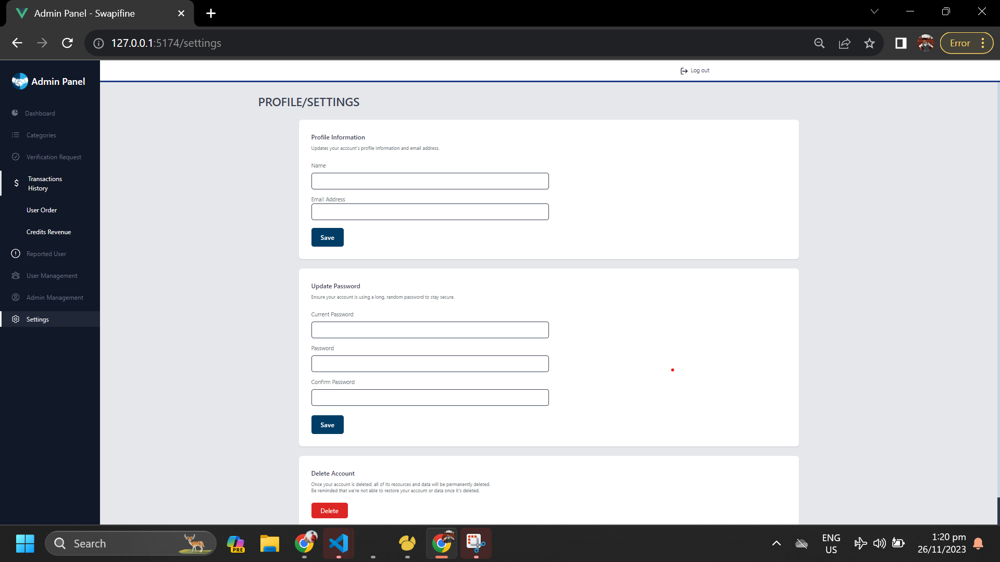 Admin Panel - Swapifine
127.0.0.1:5174/settings
Error
Admin Panel
Log out
Dashboard
Categories
Verification Request
Transactions
History
User Order
Credits Revenue
Reported User
User Management
Admin Management
Settings
PROFILE/SETTINGS
Profile Information
Updates your account's profile information and email address.
Name
Email Address
Save
Update Password
Ensure your account is using a long, random password to stay secure.
Current Password
Password
Confirm Password
Save
Delete Account
Once your account is deleted, all of its resources and data will be permanently deleted.
Be reminded that we're not able to restore your account or data once it's deleted.
Delete
Search
PRE
ENG
US
1:20 pm
26/11/2023